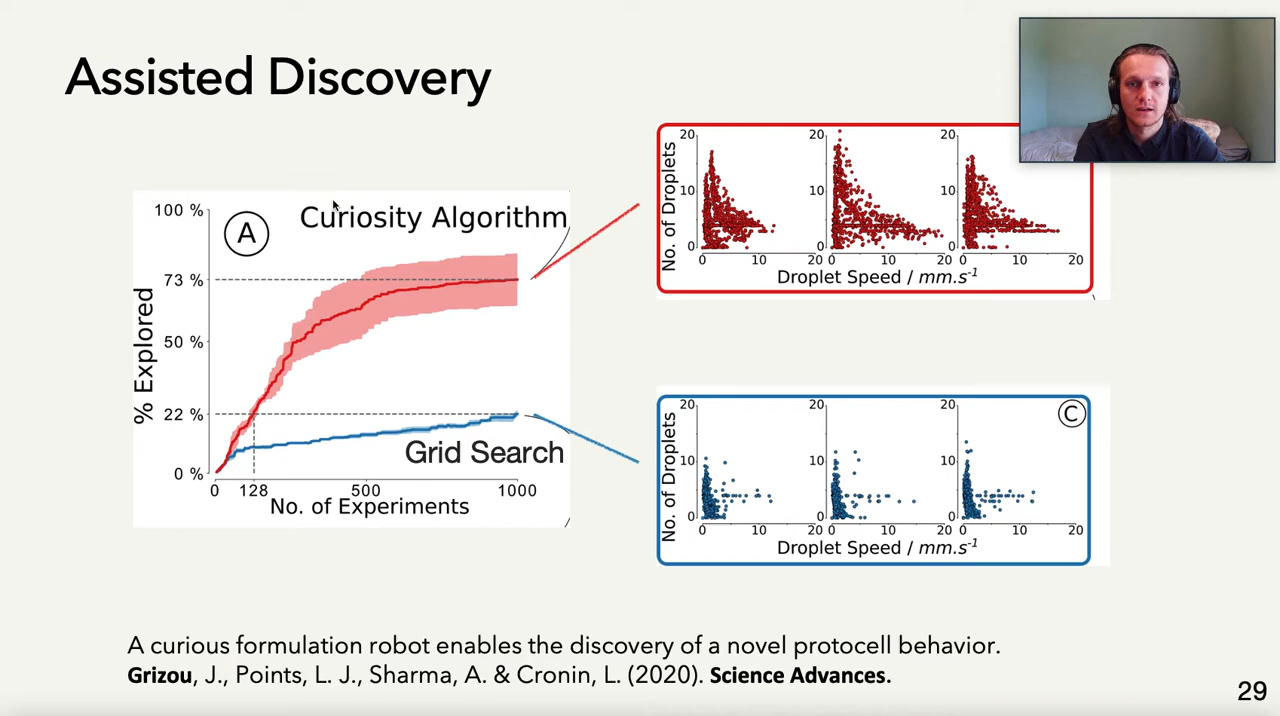 Assisted Discovery
100 %
73 %
50 %
22 %
0 %
% Explored
A
Curiosity Algorithm
Grid Search
0 128 500 1000
No. of Experiments
20 20 20
10 10 10
0 0 0
No. of Droplets
0 10 20 0 10 20 0 10 20
Droplet Speed / mm.s-1
C
20 20 20
10 10 10
0 0 0
No. of Droplets
0 10 20 0 10 20 0 10 20
Droplet Speed / mm.s-1
A curious formulation robot enables the discovery of a novel protocell behavior.
Grizou, J., Points, L. J., Sharma, A. & Cronin, L. (2020). Science Advances.
29